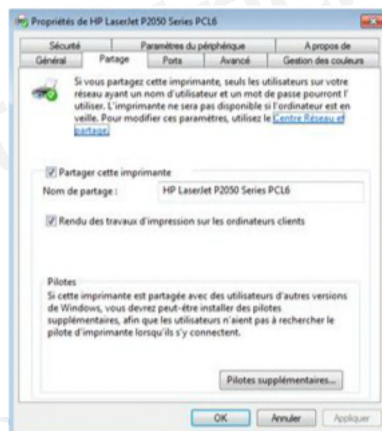 Propriétés de HP LaserJet P2050 Series PCL6
Sécurité Paramètres du périphérique A propos de
Général Partage Ports Avancé Gestion des couleurs
Si vous partagez cette imprimante, seuls les utilisateurs sur votre
réseau ayant un nom d'utilisateur et un mot de passe pourront l'
utiliser. L'imprimante ne sera pas disponible si l'ordinateur est en
veille. Pour modifier ces paramètres, utilisez le Centre Réseau et
partage.
Partager cette imprimante
Nom de partage : HP LaserJet P2050 Series PCL6
Rendu des travaux d'impression sur les ordinateurs clients
Pilotes
Si cette imprimante est partagée avec des utilisateurs d'autres versions
de Windows, vous devrez peut-être installer des pilotes
supplémentaires, afin que les utilisateurs n'aient pas à rechercher le
pilote d'imprimante lorsqu'ils s'y connectent.
Pilotes supplémentaires...
OK Annuler Appliquer